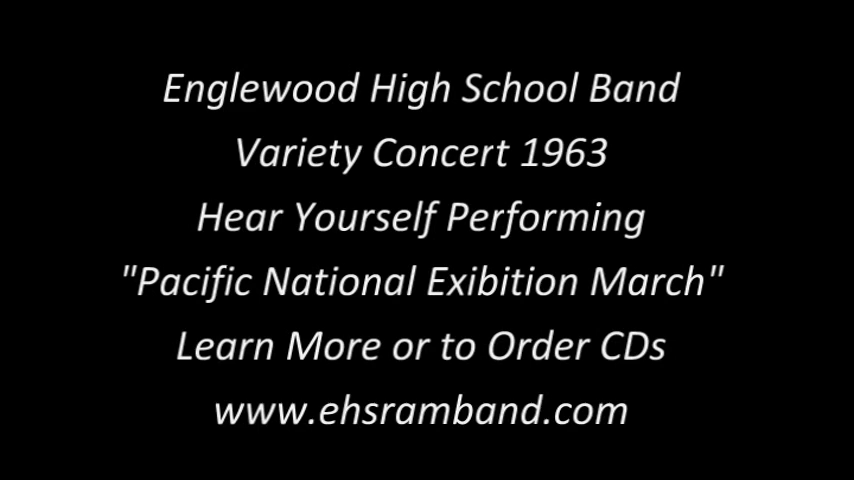 Englewood High School Band
Variety Concert 1963
Hear Yourself Performing
"Pacific National Exibition March"
Learn More or to Order CDs
www.ehsramband.com